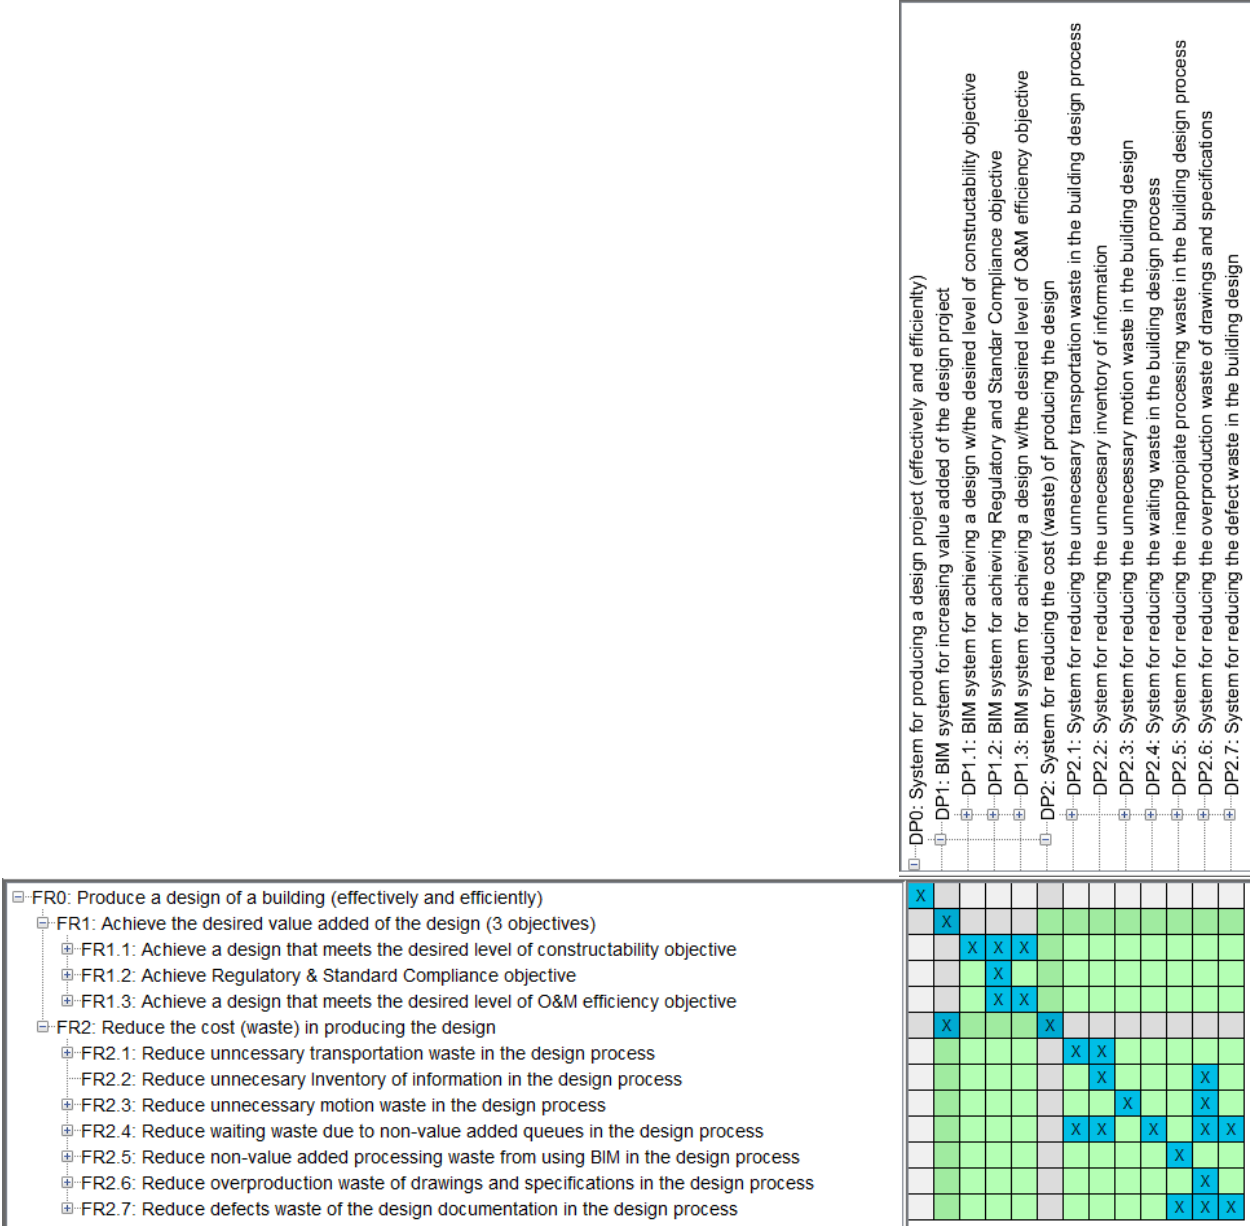 DP0: System for producing a design project (effectively and efficienlty)
DP1: BIM system for increasing value added of the design project
DP1.1: BIM system for achieving a design w/the desired level of constructability objective
DP1.2: BIM system for achieving Regulatory and Standar Compliance objective
DP1.3: BIM system for achieving a design w/the desired level of O&M efficiency objective
DP2: System for reducing the cost (waste) of producing the design
DP2.1: System for reducing the unnecesary transportation waste in the building design process
DP2.2: System for reducing the unnecesary inventory of information
DP2.3: System for reducing the unnecessary motion waste in the building design
DP2.4: System for reducing the waiting waste in the building design process
DP2.5: System for reducing the inappropiate processing waste in the building design process
DP2.6: System for reducing the overproduction waste of drawings and specifications
DP2.7: System for reducing the defect waste in the building design
FR0: Produce a design of a building (effectively and efficiently) X
FR1: Achieve the desired value added of the design (3 objectives) X
FR1.1: Achieve a design that meets the desired level of constructability objective X X X
FR1.2: Achieve Regulatory & Standard Compliance objective X
FR1.3: Achieve a design that meets the desired level of O&M efficiency objective X X
FR2: Reduce the cost (waste) in producing the design X X
FR2.1: Reduce unncessary transportation waste in the design process X X
FR2.2: Reduce unnecesary Inventory of information in the design process X X
FR2.3: Reduce unnecessary motion waste in the design process X X
FR2.4: Reduce waiting waste due to non-value added queues in the design process X X X X X
FR2.5: Reduce non-value added processing waste from using BIM in the design process X
FR2.6: Reduce overproduction waste of drawings and specifications in the design process X
FR2.7: Reduce defects waste of the design documentation in the design process X X X